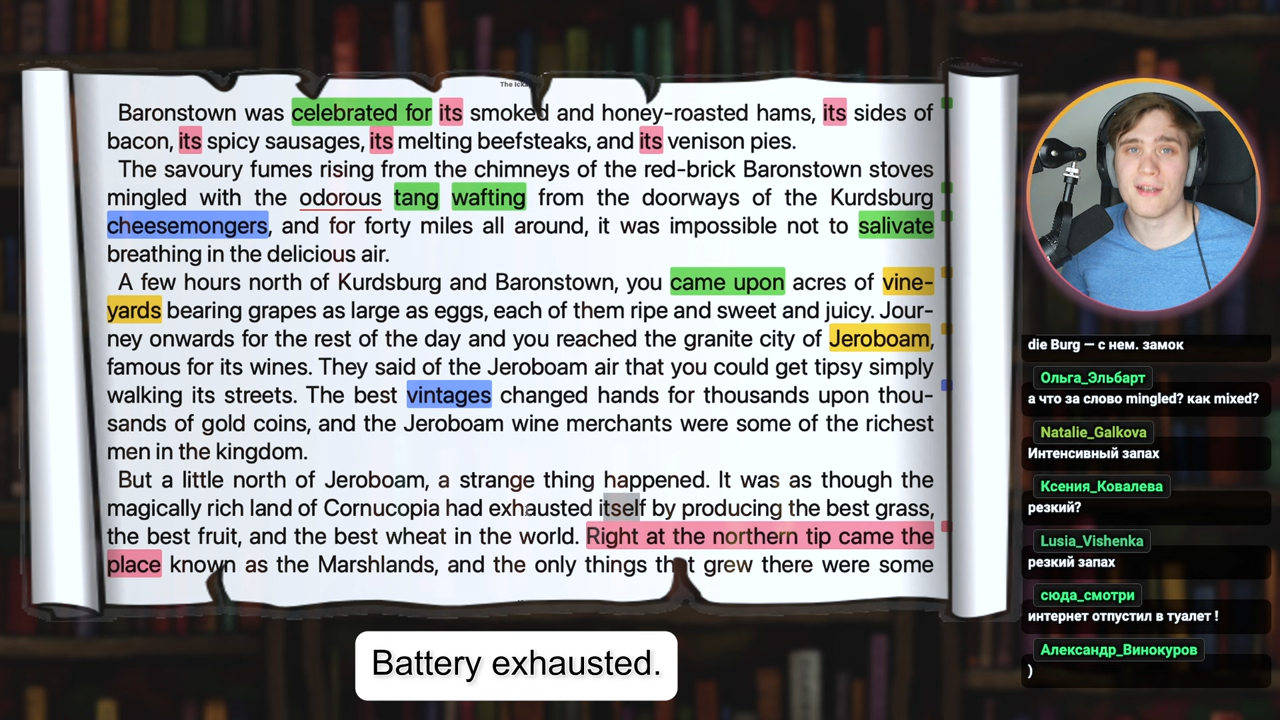 The Icka
Baronstown was celebrated for its smoked and honey-roasted hams, its sides of
bacon, its spicy sausages, its melting beefsteaks, and its venison pies.
The savoury fumes rising from the chimneys of the red-brick Baronstown stoves
mingled with the odorous tang wafting from the doorways of the Kurdsburg
cheesemongers, and for forty miles all around, it was impossible not to salivate
breathing in the delicious air.
A few hours north of Kurdsburg and Baronstown, you came upon acres of vine-
yards bearing grapes as large as eggs, each of them ripe and sweet and juicy. Jour-
ney onwards for the rest of the day and you reached the granite city of Jeroboam,
famous for its wines. They said of the Jeroboam air that you could get tipsy simply
walking its streets. The best vintages changed hands for thousands upon thou-
sands of gold coins, and the Jeroboam wine merchants were some of the richest
men in the kingdom.
But a little north of Jeroboam, a strange thing happened. It was as though the
magically rich land of Cornucopia had exhausted itself by producing the best grass,
the best fruit, and the best wheat in the world. Right at the northern tip came the
place known as the Marshlands, and the only things that grew there were some
Battery exhausted.
die Burg — с нем. замок
Ольга_Эльбарт
а что за слово mingled? как mixed?
Natalie_Galkova
Интенсивный запах
Ксения_Ковалева
резкий?
Lusia_Vishenka
резкий запах
сюда_смотри
интернет отпустил в туалет !
Александр_Винокуров
)